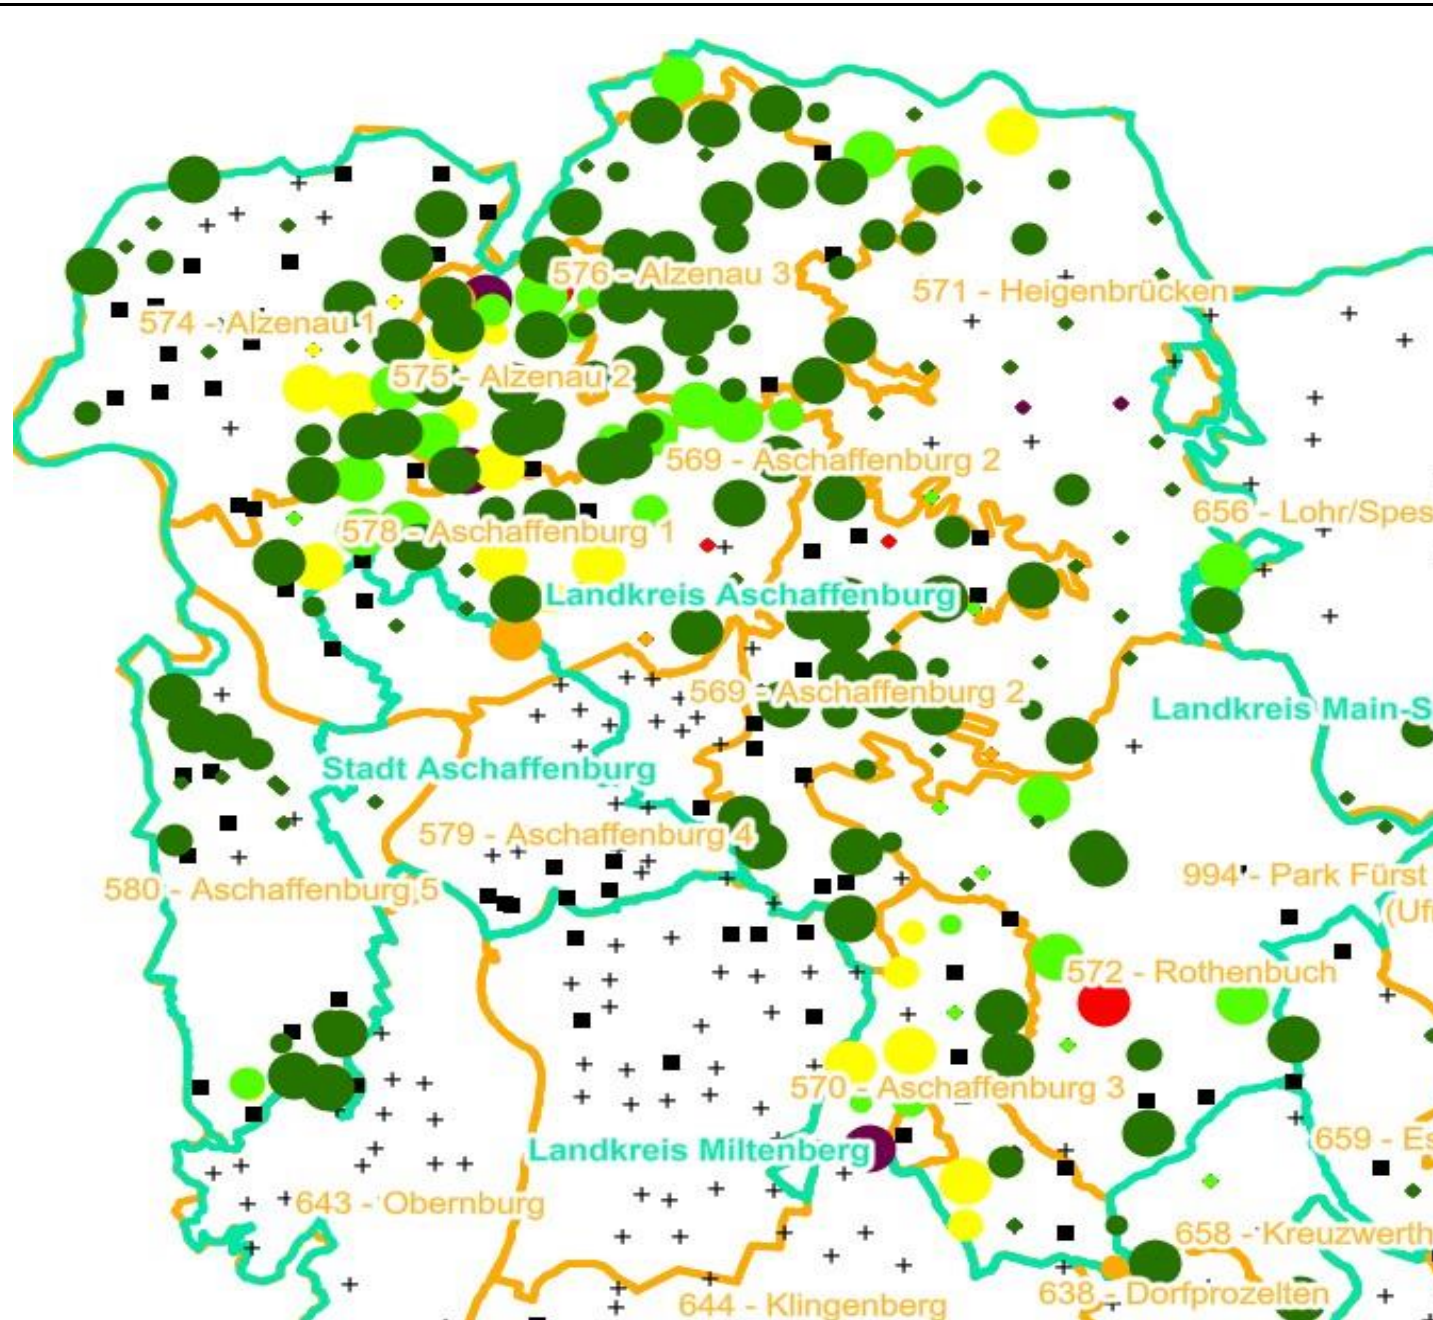 576 - Alzenau 3
571 - Heigenbrücken
574 - Alzenau 1
575 - Alzenau 2
569 - Aschaffenburg 2
656 - Lohr/Spes
578 - Aschaffenburg 1
Landkreis Aschaffenburg
569 - Aschaffenburg 2
Landkreis Main-S
Stadt Aschaffenburg
579 - Aschaffenburg 4
580 - Aschaffenburg 5
994 - Park Fürst
(Ufi
572 - Rothenbuch
570 - Aschaffenburg 3
659 - Es
Landkreis Miltenberg
643 - Obernburg
658 - Kreuzwerth
638 - Dorfprozelten
644 - Klingenberg